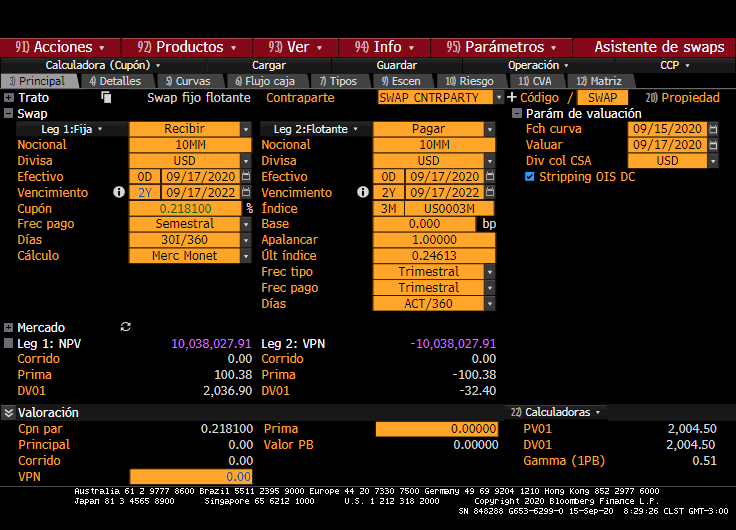 91) Acciones 92) Productos 93) Ver 94) Info 95) Parámetros Asistente de swaps
Calculadora (Cupón) Cargar Guardar Operación CCP
3) Principal 4) Detalles 5) Curvas 6) Flujo caja 7) Tipos 9) Escen 10) Riesgo 11) CVA 12) Matriz
Trato Swap fijo flotante Contraparte SWAP CNTRPARTY Código / SWAP 20) Propiedad
Swap Parám de valuación
Leg 1:Fija Recibir Leg 2:Flotante Pagar Fch curva 09/15/2020
Nocional 10MM Nocional 10MM Valuar 09/17/2020
Divisa USD Divisa USD Div col CSA USD
Efectivo 0D 09/17/2020 Efectivo 0D 09/17/2020 Stripping OIS DC
Vencimiento 2Y 09/17/2022 Vencimiento 2Y 09/17/2022
Cupón 0.218100 % Índice 3M US0003M
Frec pago Semestral Base 0.000 bp
Días 30I/360 Apalancar 1.00000
Cálculo Merc Monet Últ índice 0.24613
Frec tipo Trimestral
Frec pago Trimestral
Días ACT/360
Mercado
Leg 1: NPV 10,038,027.91 Leg 2: VPN -10,038,027.91
Corrido 0.00 Corrido 0.00
Prima 100.38 Prima -100.38
DV01 2,036.90 DV01 -32.40
Valoración 22) Calculadoras
Cpn par 0.218100 Prima 0.00000 PV01 2,004.50
Principal 0.00 Valor PB 0.00000 DV01 2,004.50
Corrido 0.00 Gamma (1PB) 0.51
VPN 0.00
Australia 61 2 9777 8600 Brazil 5511 2395 9000 Europe 44 20 7330 7500 Germany 49 69 9204 1210 Hong Kong 852 2977 6000
Japan 81 3 4565 8900 Singapore 65 6212 1000 U.S. 1 212 318 2000 Copyright 2020 Bloomberg Finance L.P.
SN 848288 G653-6299-0 15-Sep-20 8:29:26 CLST GMT-3:00